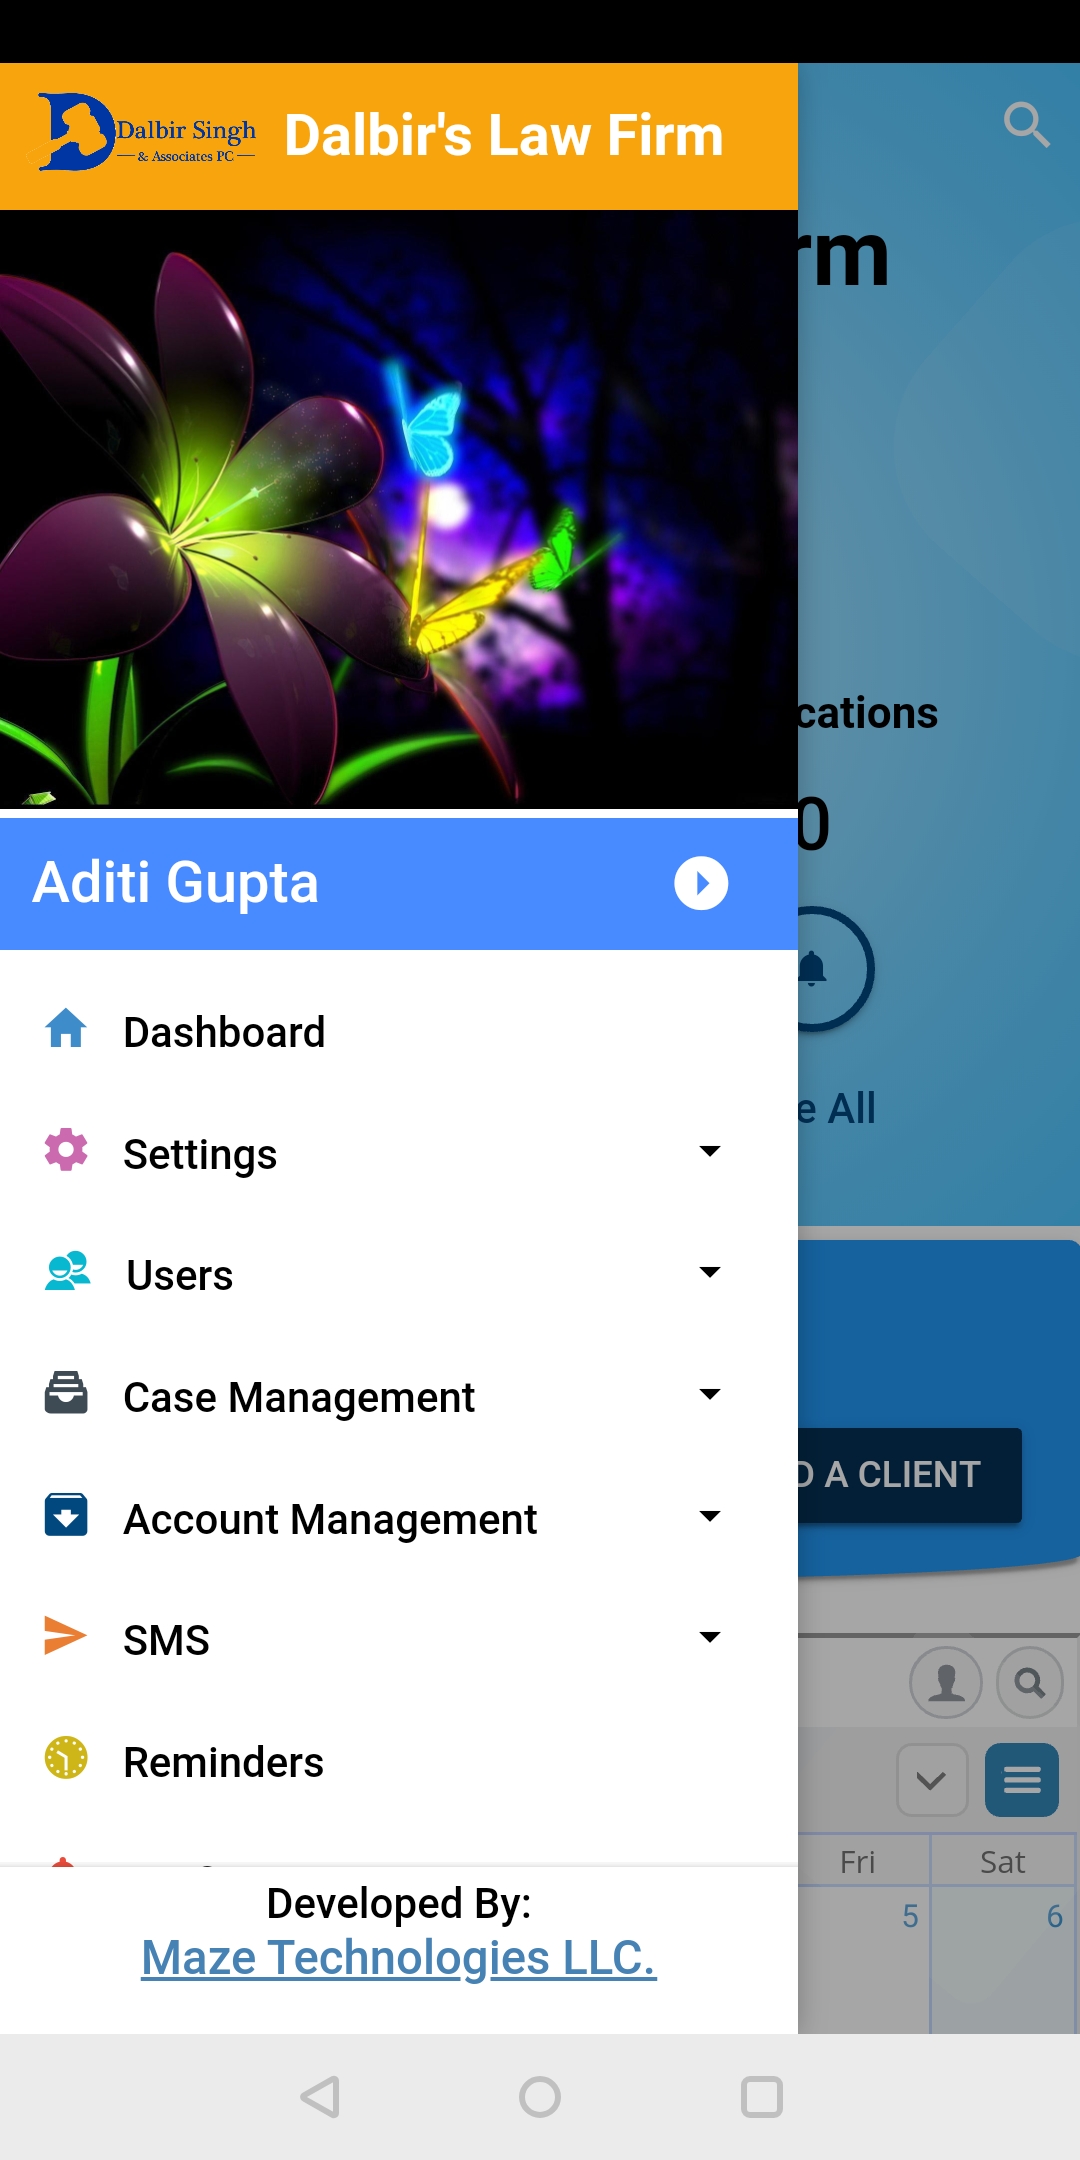 Dalbir Singh
& Associates PC
Dalbir's Law Firm
rm
cations
0
Aditi Gupta
Dashboard
e All
Settings
Users
Case Management
A CLIENT
Account Management
SMS
Reminders
Fri Sat
5 6
Developed By:
Maze Technologies LLC.